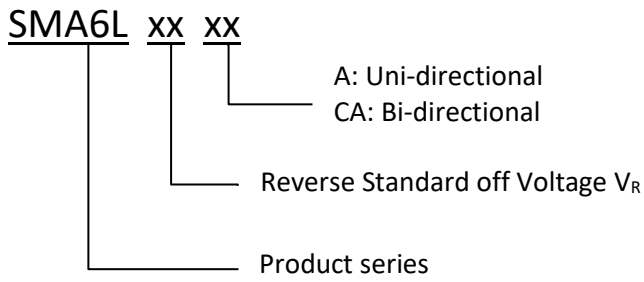 SMA6L xx xx
A: Uni-directional
CA: Bi-directional
Reverse Standard off Voltage VR
Product series